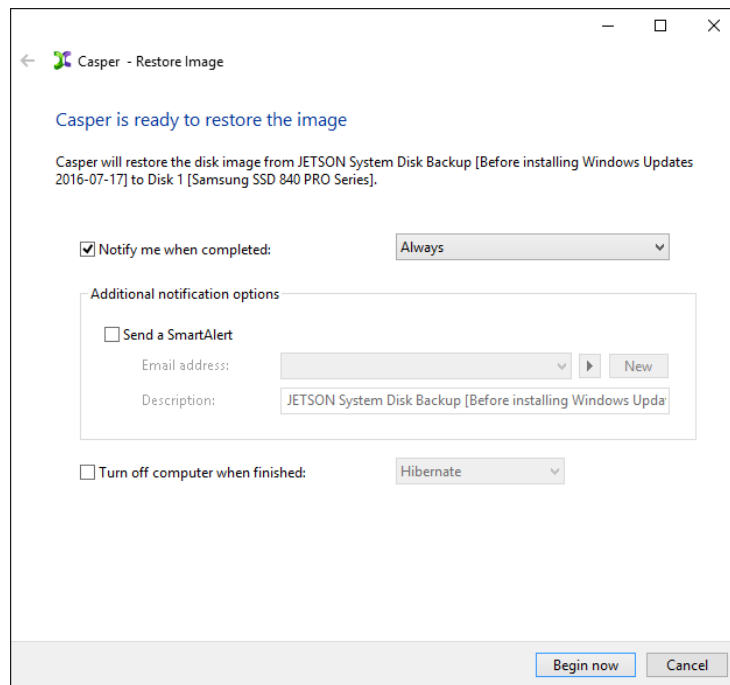 Casper - Restore Image
Casper is ready to restore the image
Casper will restore the disk image from JETSON System Disk Backup [Before installing Windows Updates
2016-07-17] to Disk 1 [Samsung SSD 840 PRO Series].
Notify me when completed: Always
Additional notification options
Send a SmartAlert
Email address: New
Description: JETSON System Disk Backup [Before installing Windows Upda
Turn off computer when finished: Hibernate
Begin now Cancel